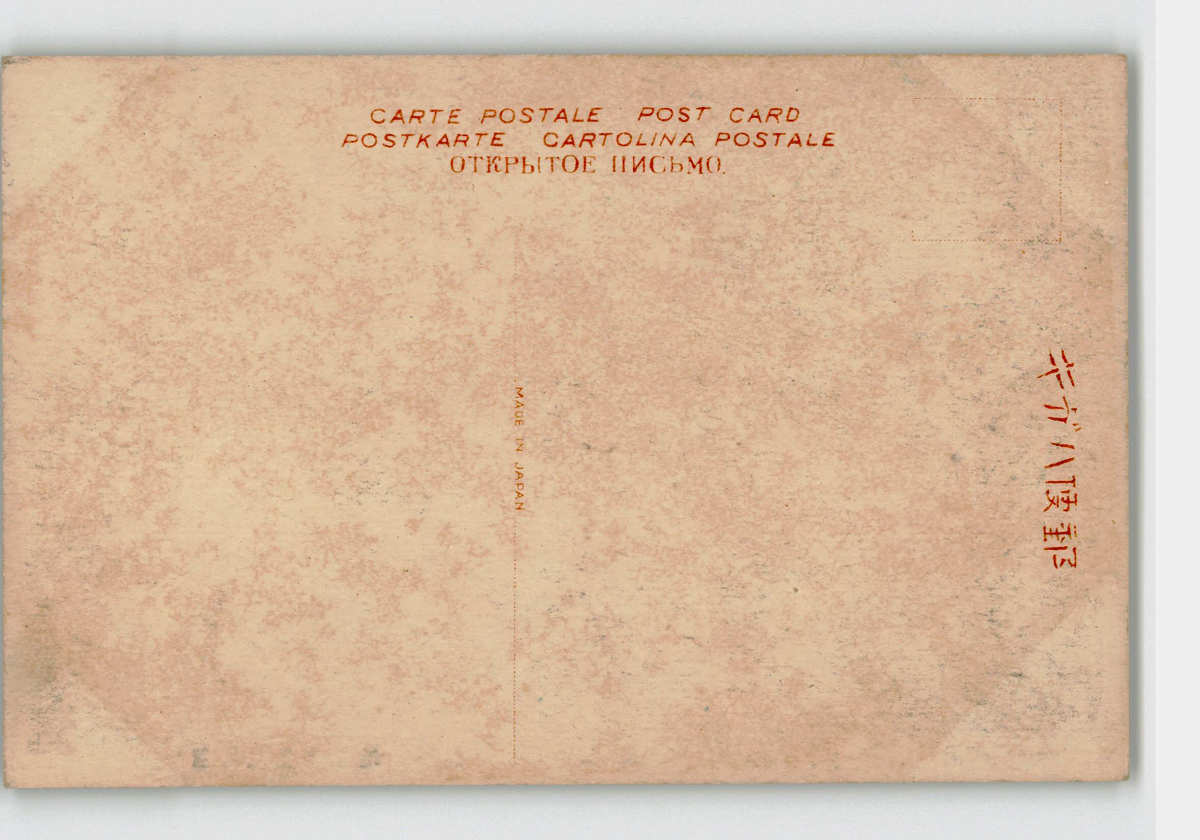 CARTE POSTALE POST CARD
POSTKARTE CARTOLINA POSTALE
ОТКРЫТОЕ ПИСЬМО.
MADE IN JAPAN
郵便ハガキ